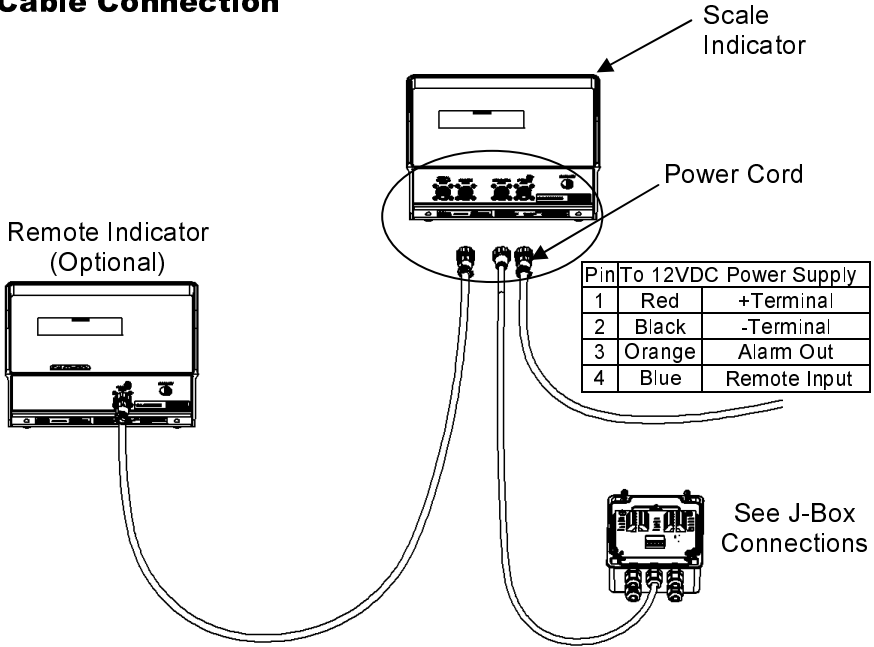 Cable Connection
Scale
Indicator
Power Cord
Remote Indicator
(Optional)
Pin To 12VDC Power Supply
1 Red +Terminal
2 Black -Terminal
3 Orange Alarm Out
4 Blue Remote Input
See J-Box
Connections